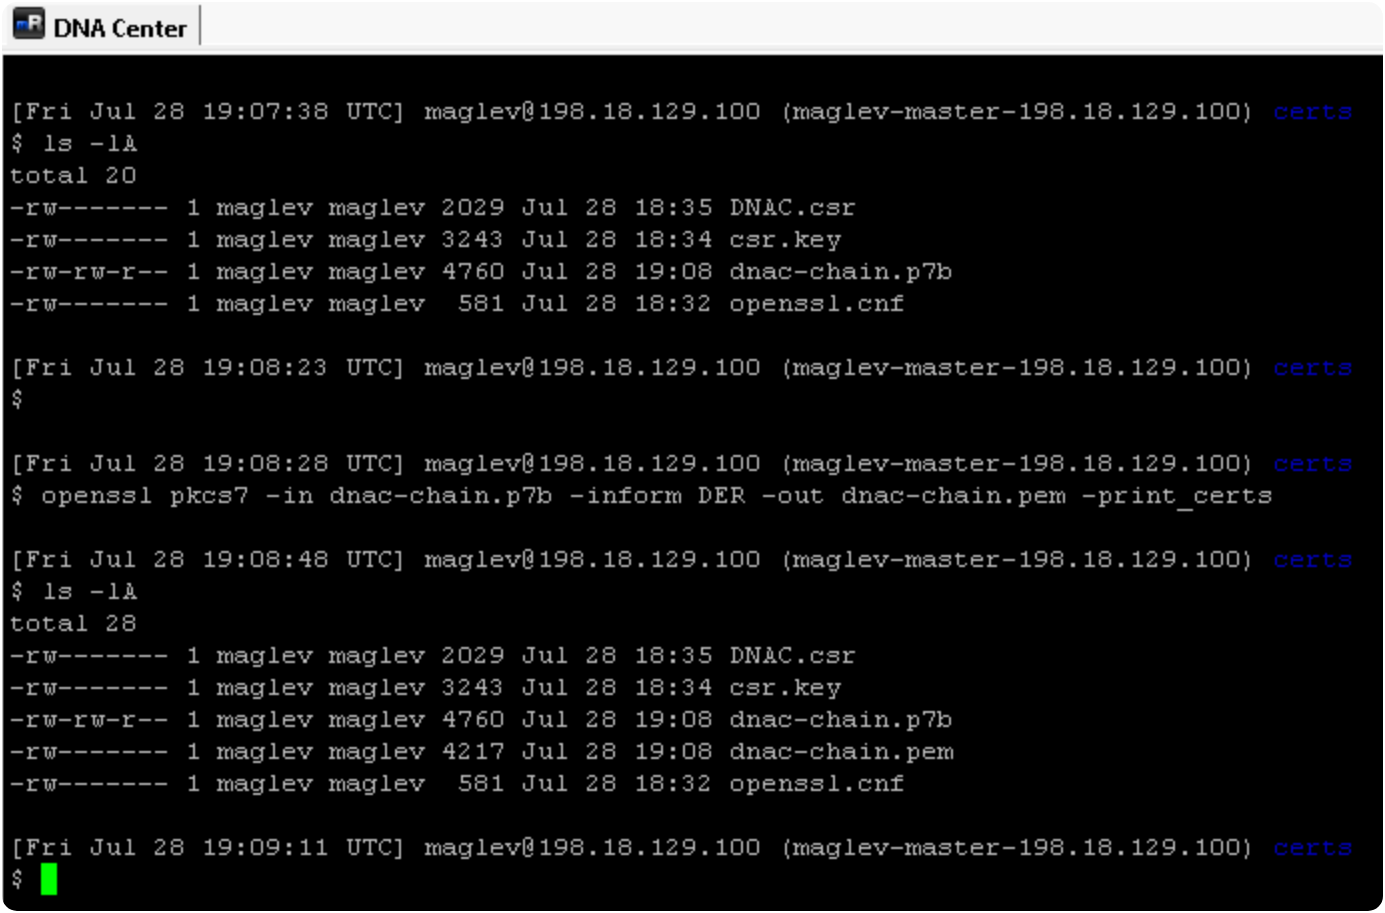 DNA Center
[Fri Jul 28 19:07:38 UTC] maglev@198.18.129.100 (maglev-master-198.18.129.100) certs
$ ls -lA
total 20
-rw------- 1 maglev maglev 2029 Jul 28 18:35 DNAC.csr
-rw------- 1 maglev maglev 3243 Jul 28 18:34 csr.key
-rw-rw-r-- 1 maglev maglev 4760 Jul 28 19:08 dnac-chain.p7b
-rw------- 1 maglev maglev  581 Jul 28 18:32 openssl.cnf
[Fri Jul 28 19:08:23 UTC] maglev@198.18.129.100 (maglev-master-198.18.129.100) certs
$
[Fri Jul 28 19:08:28 UTC] maglev@198.18.129.100 (maglev-master-198.18.129.100) certs
$ openssl pkcs7 -in dnac-chain.p7b -inform DER -out dnac-chain.pem -print_certs
[Fri Jul 28 19:08:48 UTC] maglev@198.18.129.100 (maglev-master-198.18.129.100) certs
$ ls -lA
total 28
-rw------- 1 maglev maglev 2029 Jul 28 18:35 DNAC.csr
-rw------- 1 maglev maglev 3243 Jul 28 18:34 csr.key
-rw-rw-r-- 1 maglev maglev 4760 Jul 28 19:08 dnac-chain.p7b
-rw------- 1 maglev maglev 4217 Jul 28 19:08 dnac-chain.pem
-rw------- 1 maglev maglev  581 Jul 28 18:32 openssl.cnf
[Fri Jul 28 19:09:11 UTC] maglev@198.18.129.100 (maglev-master-198.18.129.100) certs
$